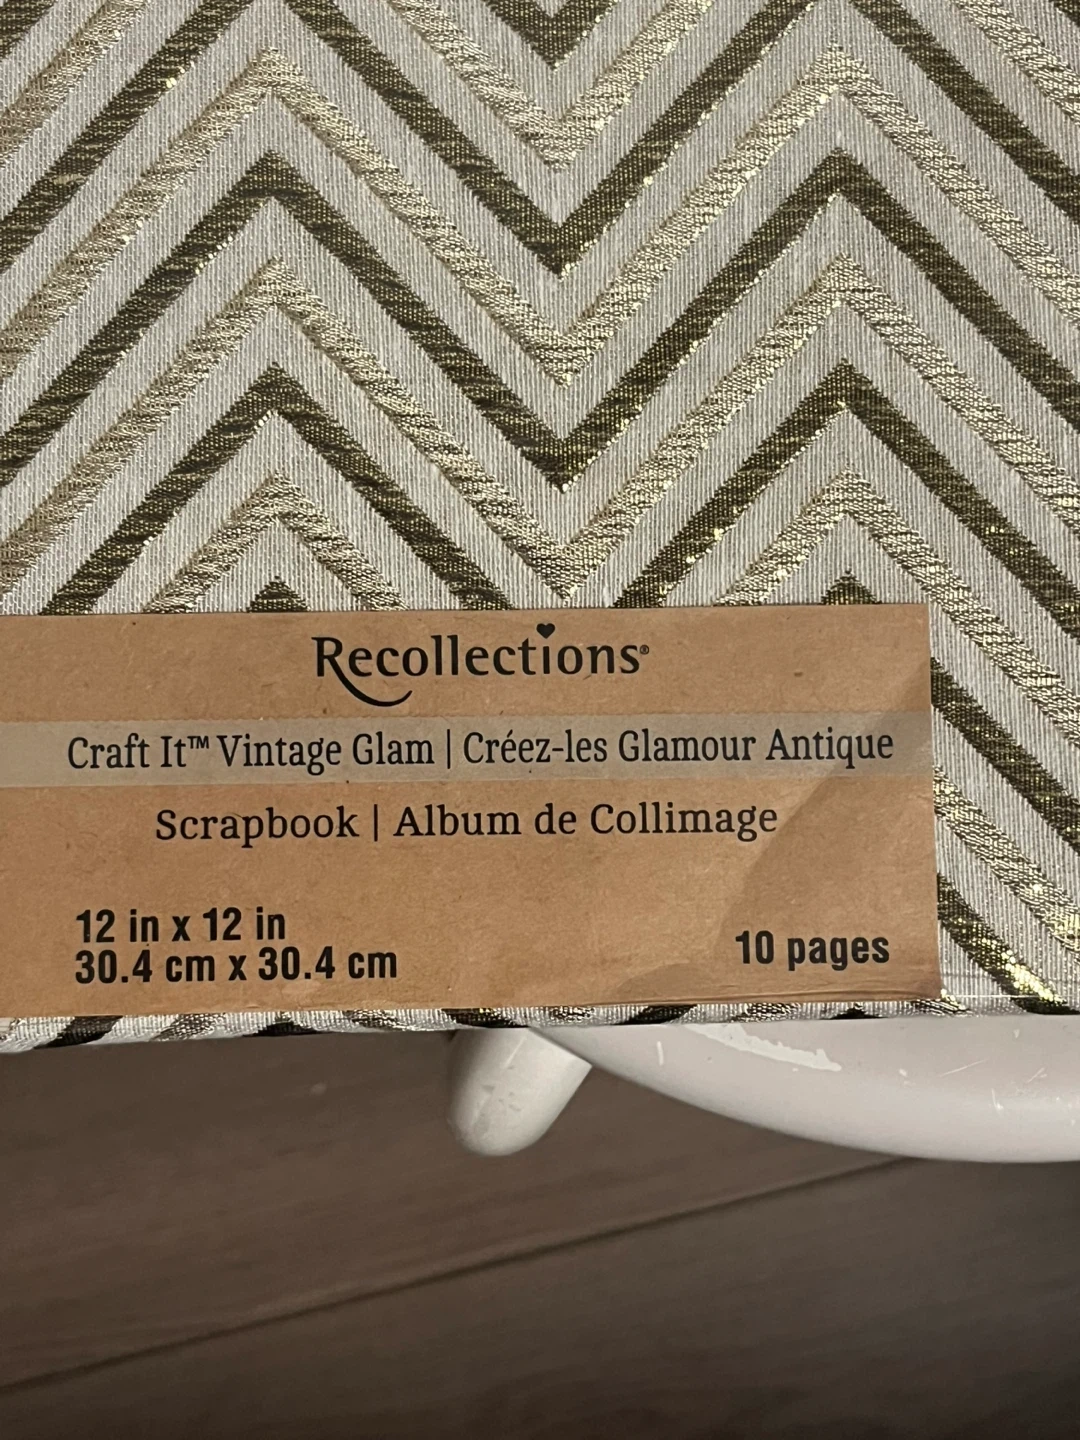 Recollections®
Craft It™ Vintage Glam | Créez-les Glamour Antique
Scrapbook | Album de Collimage
12 in x 12 in
30.4 cm x 30.4 cm
10 pages